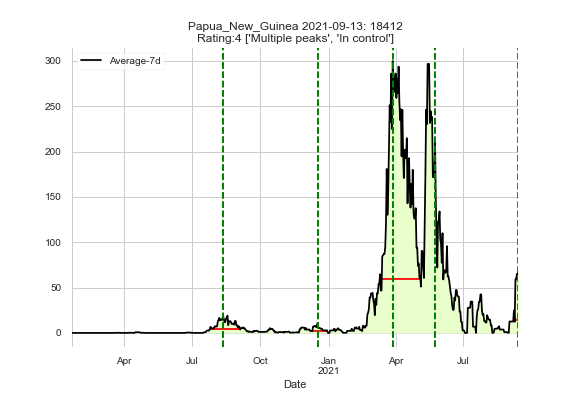 Papua_New_Guinea 2021-09-13: 18412
Rating:4 ['Multiple peaks', 'In control']
Average-7d
300
250
200
150
100
50
0
Apr
Jul
Oct
Jan
2021
Apr
Jul
Date